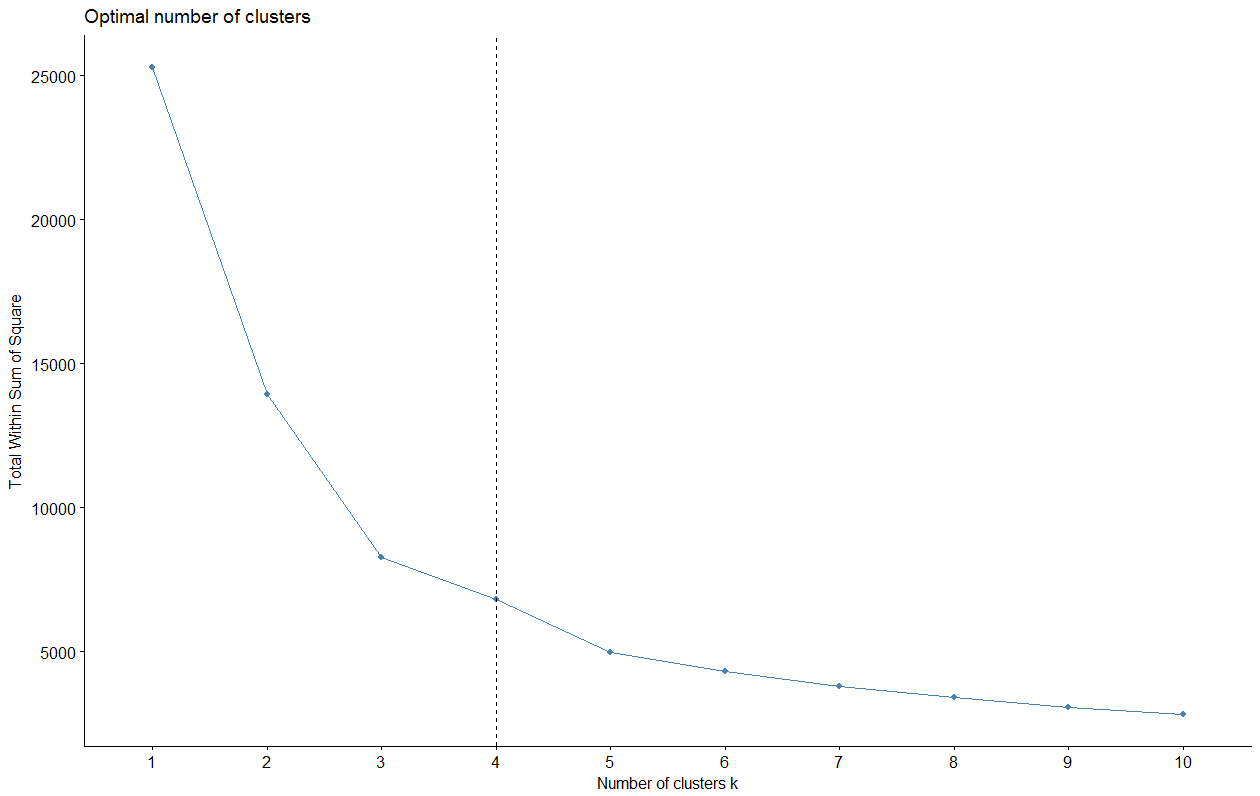 Optimal number of clusters
25000
20000
15000
10000
5000
Total Within Sum of Square
1 2 3 4 5 6 7 8 9 10
Number of clusters k